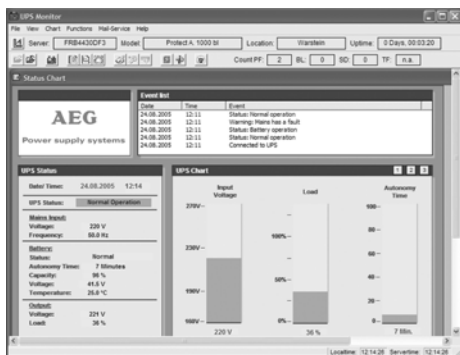 UPS Monitor
File View Chart Functions Mail-Service Help
Server: FRB4430DF3 Model: Protect A. 1000 bl Location: Warstein Uptime: 0 Days, 00:03:20
Count PF: 2 BL: 0 SD: 0 TF: n.a.
Status Chart
AEG
Power supply systems
Event list
Date Time Event
24.08.2005 12:11 Status: Normal operation
24.08.2005 12:11 Warning: Mains has a fault
24.08.2005 12:11 Status: Battery operation
24.08.2005 12:11 Status: Normal operation
24.08.2005 12:11 Connected to UPS
UPS Status
Date/ Time: 24.08.2005 12:14
UPS Status: Normal Operation
Mains Input:
Voltage: 220 V
Frequency: 50.0 Hz
Battery:
Status: Normal
Autonomy Time: 7 Minutes
Capacity: 96 %
Voltage: 41.5 V
Temperature: 25.0 °C
Output:
Voltage: 221 V
Load: 36 %
UPS Chart 1 2 3
Input Voltage
270V
230V
190V
160V
220 V
Load
100%
50%
0%
36 %
Autonomy Time
100
80
60
40
20
0
7 Min.
Localtime: 12:14:26 Servertime: 12:14:26